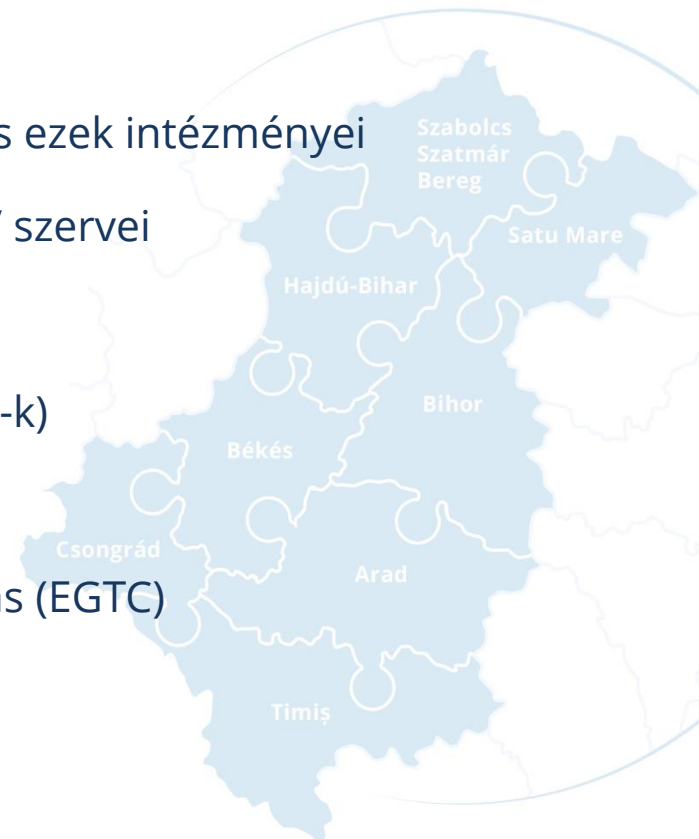 s ezek intézményei
/ szervei
-k)
s (EGTC)
Szabolcs
Szatmár
Bereg
Satu Mare
Hajdú-Bihar
Bihor
Békés
Csongrád
Arad
Timiș